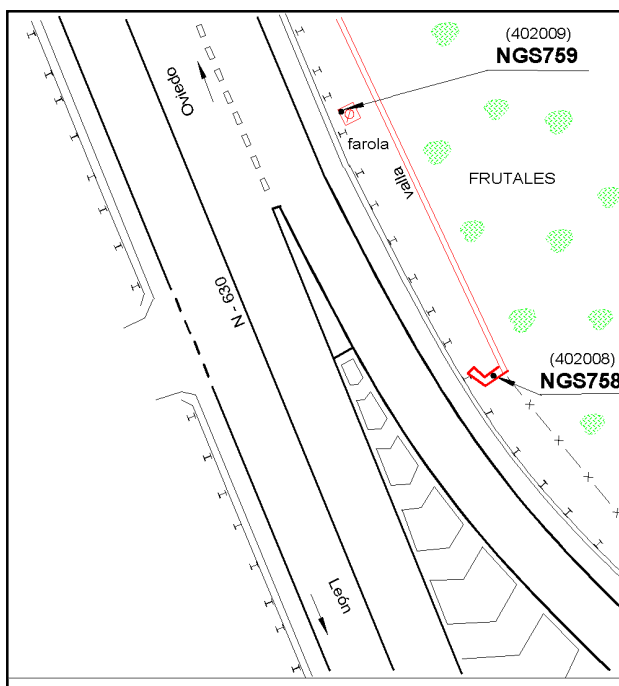 (402009)
NGS759
Oviedo
farola
valla
FRUTALES
N - 630
(402008)
NGS758
León